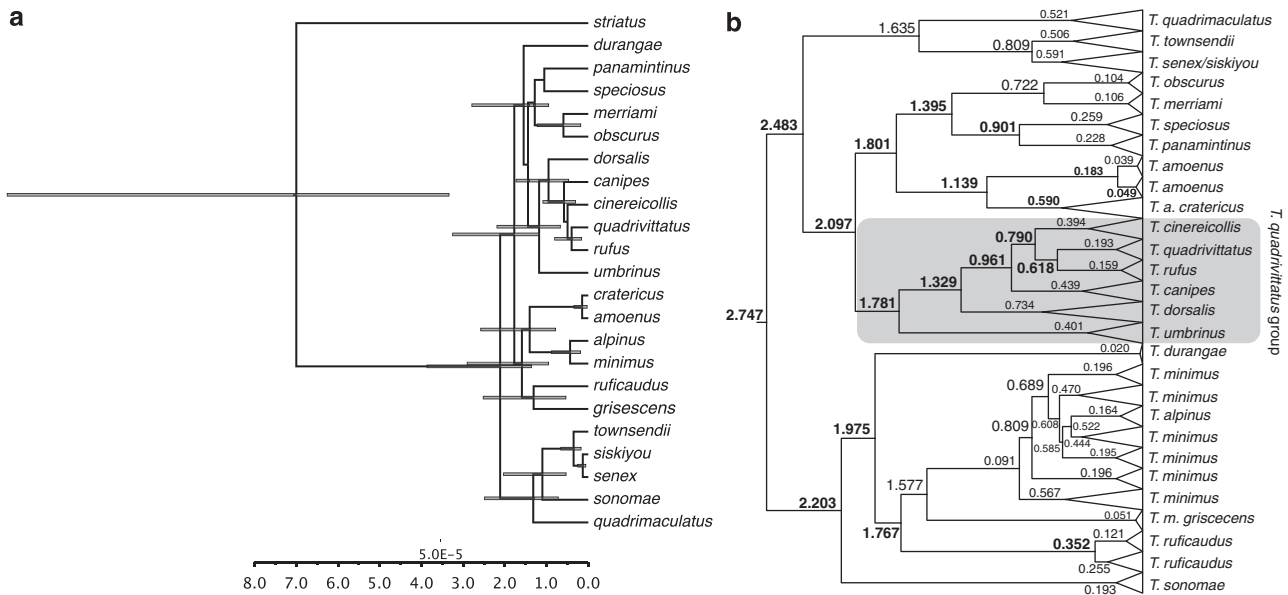 a
striatus
durangae
panamintinus
speciosus
merriami
obscurus
dorsalis
canipes
cinereicollis
quadrivittatus
rufus
umbrinus
cratericus
amoenus
alpinus
minimus
ruficaudus
grisescens
townsendii
siskiyou
senex
sonomae
quadrimaculatus
5.0E-5
8.0 7.0 6.0 5.0 4.0 3.0 2.0 1.0 0.0
b
0.521 T. quadrimaculatus
1.635
0.506 T. townsendii
0.809
0.591 T. senex/siskiyou
0.104 T. obscurus
0.722
0.106 T. merriami
1.395
0.259 T. speciosus
0.901
0.228 T. panamintinus
2.483
1.801
0.039 T. amoenus
0.183
0.049 T. amoenus
1.139
0.590 T. a. cratericus
2.097
0.394 T. cinereicollis
0.790
0.193 T. quadrivittatus
0.618
0.159 T. rufus
0.961
0.439 T. canipes
1.329
0.734 T. dorsalis
1.781
0.401 T. umbrinus
T. quadrivittatus group
2.747
0.020 T. durangae
0.196 T. minimus
0.689
0.470 T. minimus
0.164 T. alpinus
0.608
0.522 T. minimus
0.444
0.585
0.195 T. minimus
0.809
0.196 T. minimus
1.975
0.091
0.567 T. minimus
1.577
0.051 T. m. griscecens
2.203
1.767
0.121 T. ruficaudus
0.352
0.255 T. ruficaudus
0.193 T. sonomae